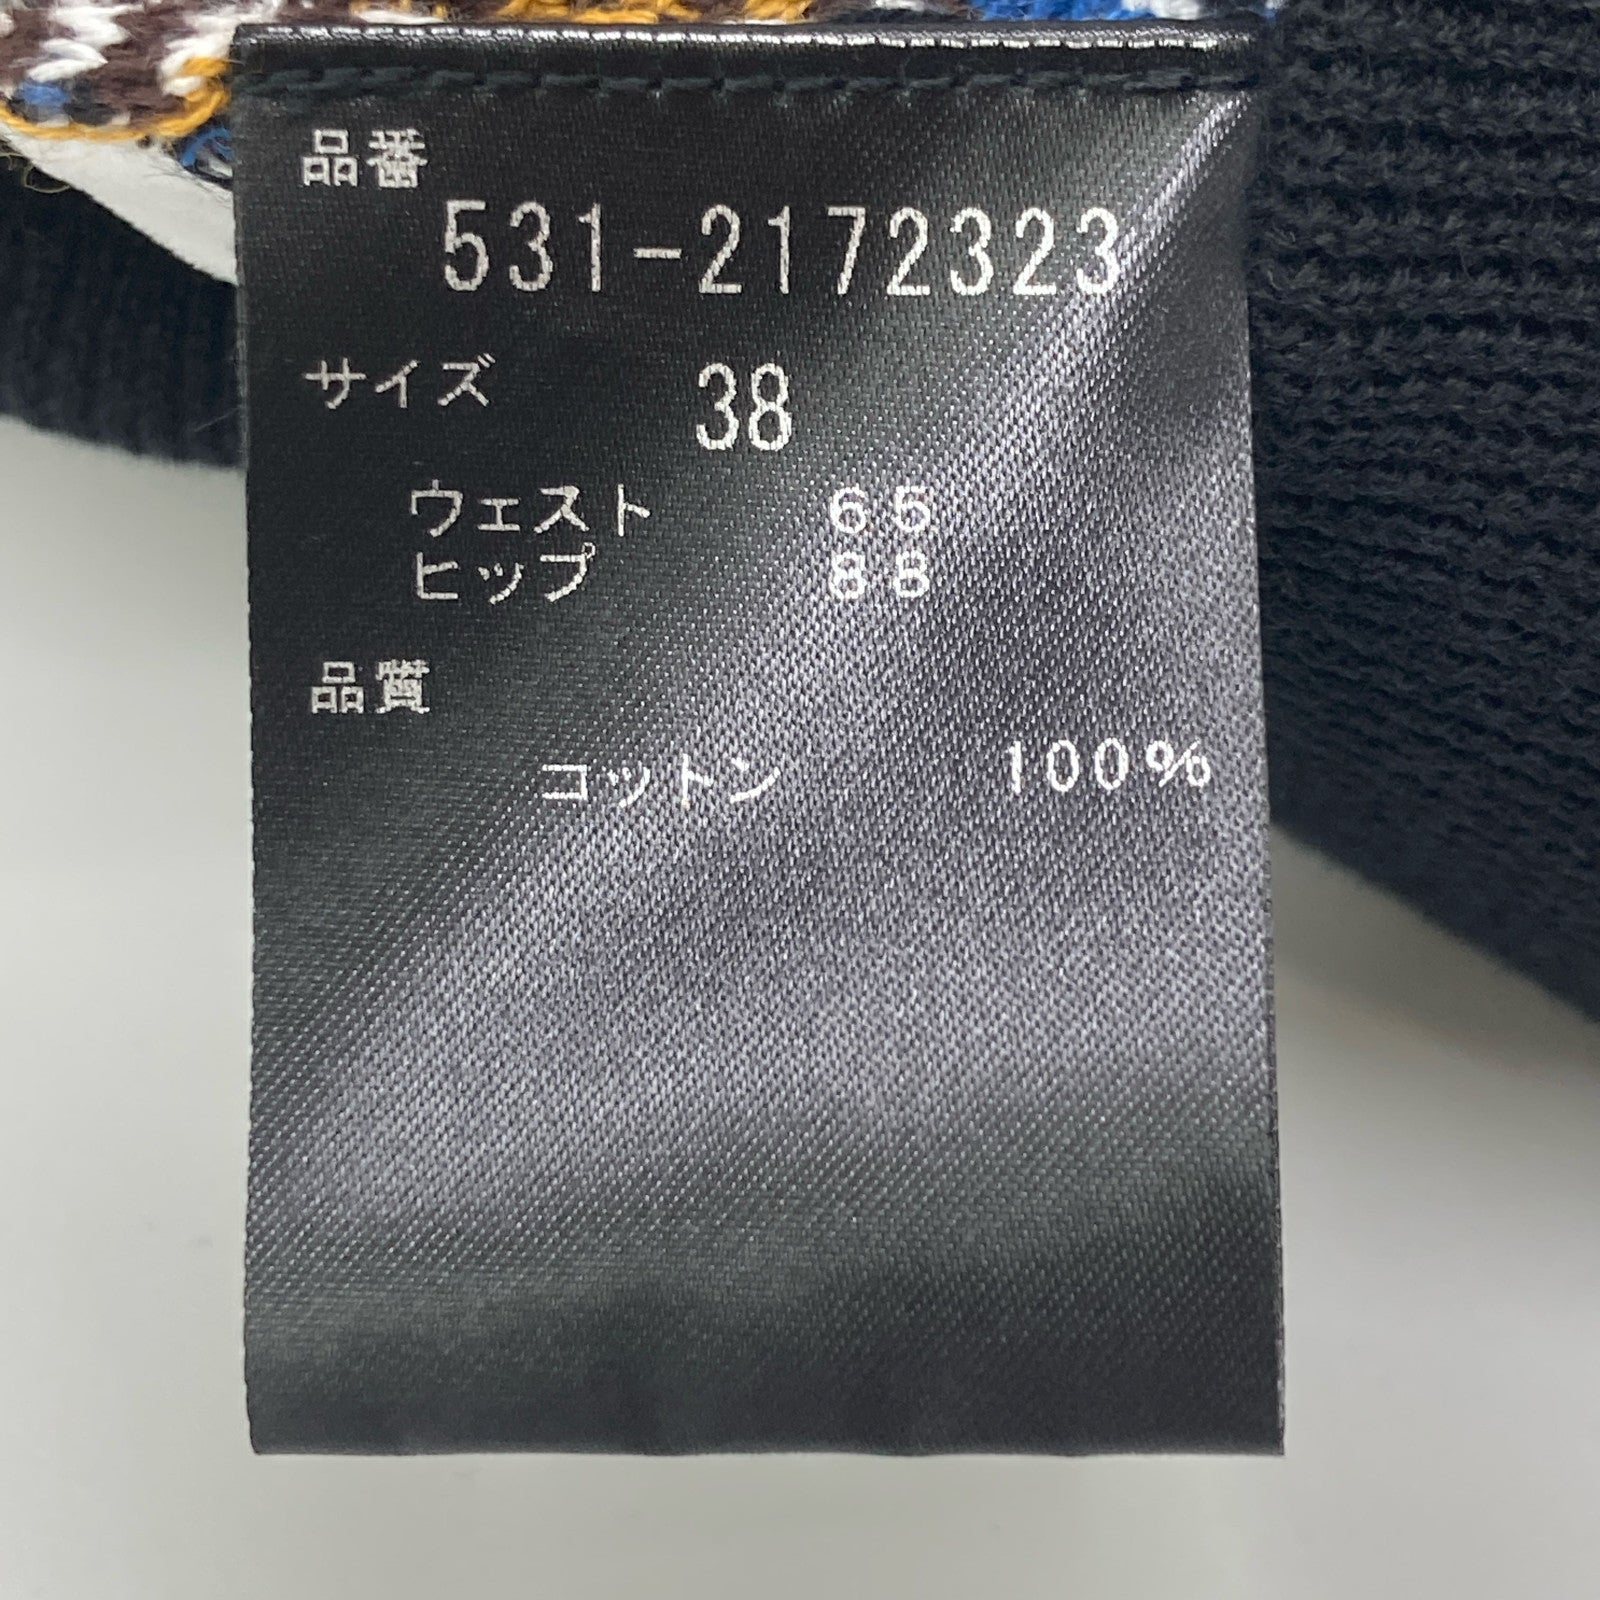 品番
531-2172323
サイズ 38
ウェスト 65
ヒップ 88
品質
コットン 100%